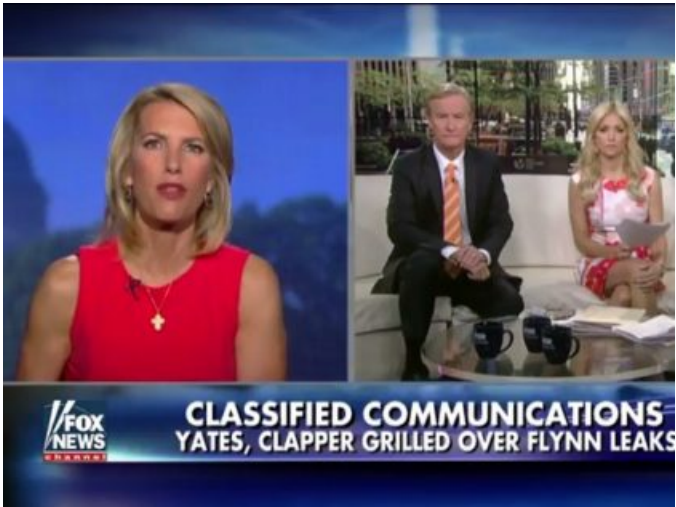 FOX
NEWS
channel
CLASSIFIED COMMUNICATIONS
YATES, CLAPPER GRILLED OVER FLYNN LEAKS